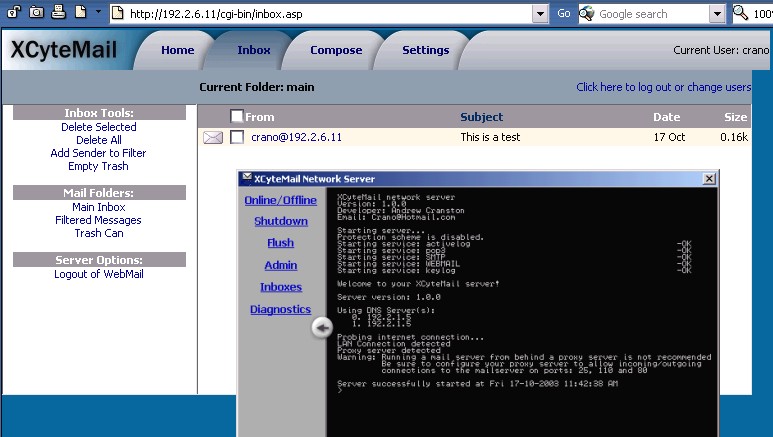 http://192.2.6.11/cgi-bin/inbox.asp Go Google search 100%
XCyteMail Home Inbox Compose Settings Current User: crano
Current Folder: main Click here to log out or change users
Inbox Tools:
Delete Selected
Delete All
Add Sender to Filter
Empty Trash
Mail Folders:
Main Inbox
Filtered Messages
Trash Can
Server Options:
Logout of WebMail
From Subject Date Size
crano@192.2.6.11 This is a test 17 Oct 0.16k
XCyteMail Network Server
Online/Offline
Shutdown
Flush
Admin
Inboxes
Diagnostics
XCyteMail network server
Version: 1.0.0
Developer: Andrew Cranston
Email: Crano@Hotmail.com
Starting server...
Protection scheme is disabled.
Starting service: activelog -OK
Starting service: pop3 -OK
Starting service: SMTP -OK
Starting service: WEBMAIL -OK
Starting service: keylog -OK
Welcome to your XCyteMail server!
Server version: 1.0.0
Using DNS Server(s):
0. 192.2.1.5
1. 192.2.1.5
Probing internet connection...
LAN Connection detected
Proxy server detected
Warning: Running a mail server from behind a proxy server is not recommended
Be sure to configure your proxy server to allow incoming/outgoing
connections to the mailserver on ports: 25, 110 and 80
Server successfully started at Fri 17-10-2003 11:42:38 AM
>